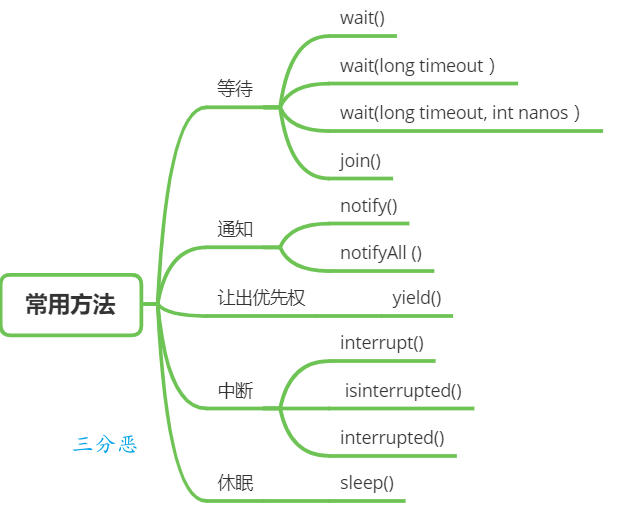 常用方法
等待
wait()
wait(long timeout )
wait(long timeout, int nanos )
join()
通知
notify()
notifyAll ()
让出优先权
yield()
中断
interrupt()
isinterrupted()
interrupted()
休眠
sleep()
三分恶